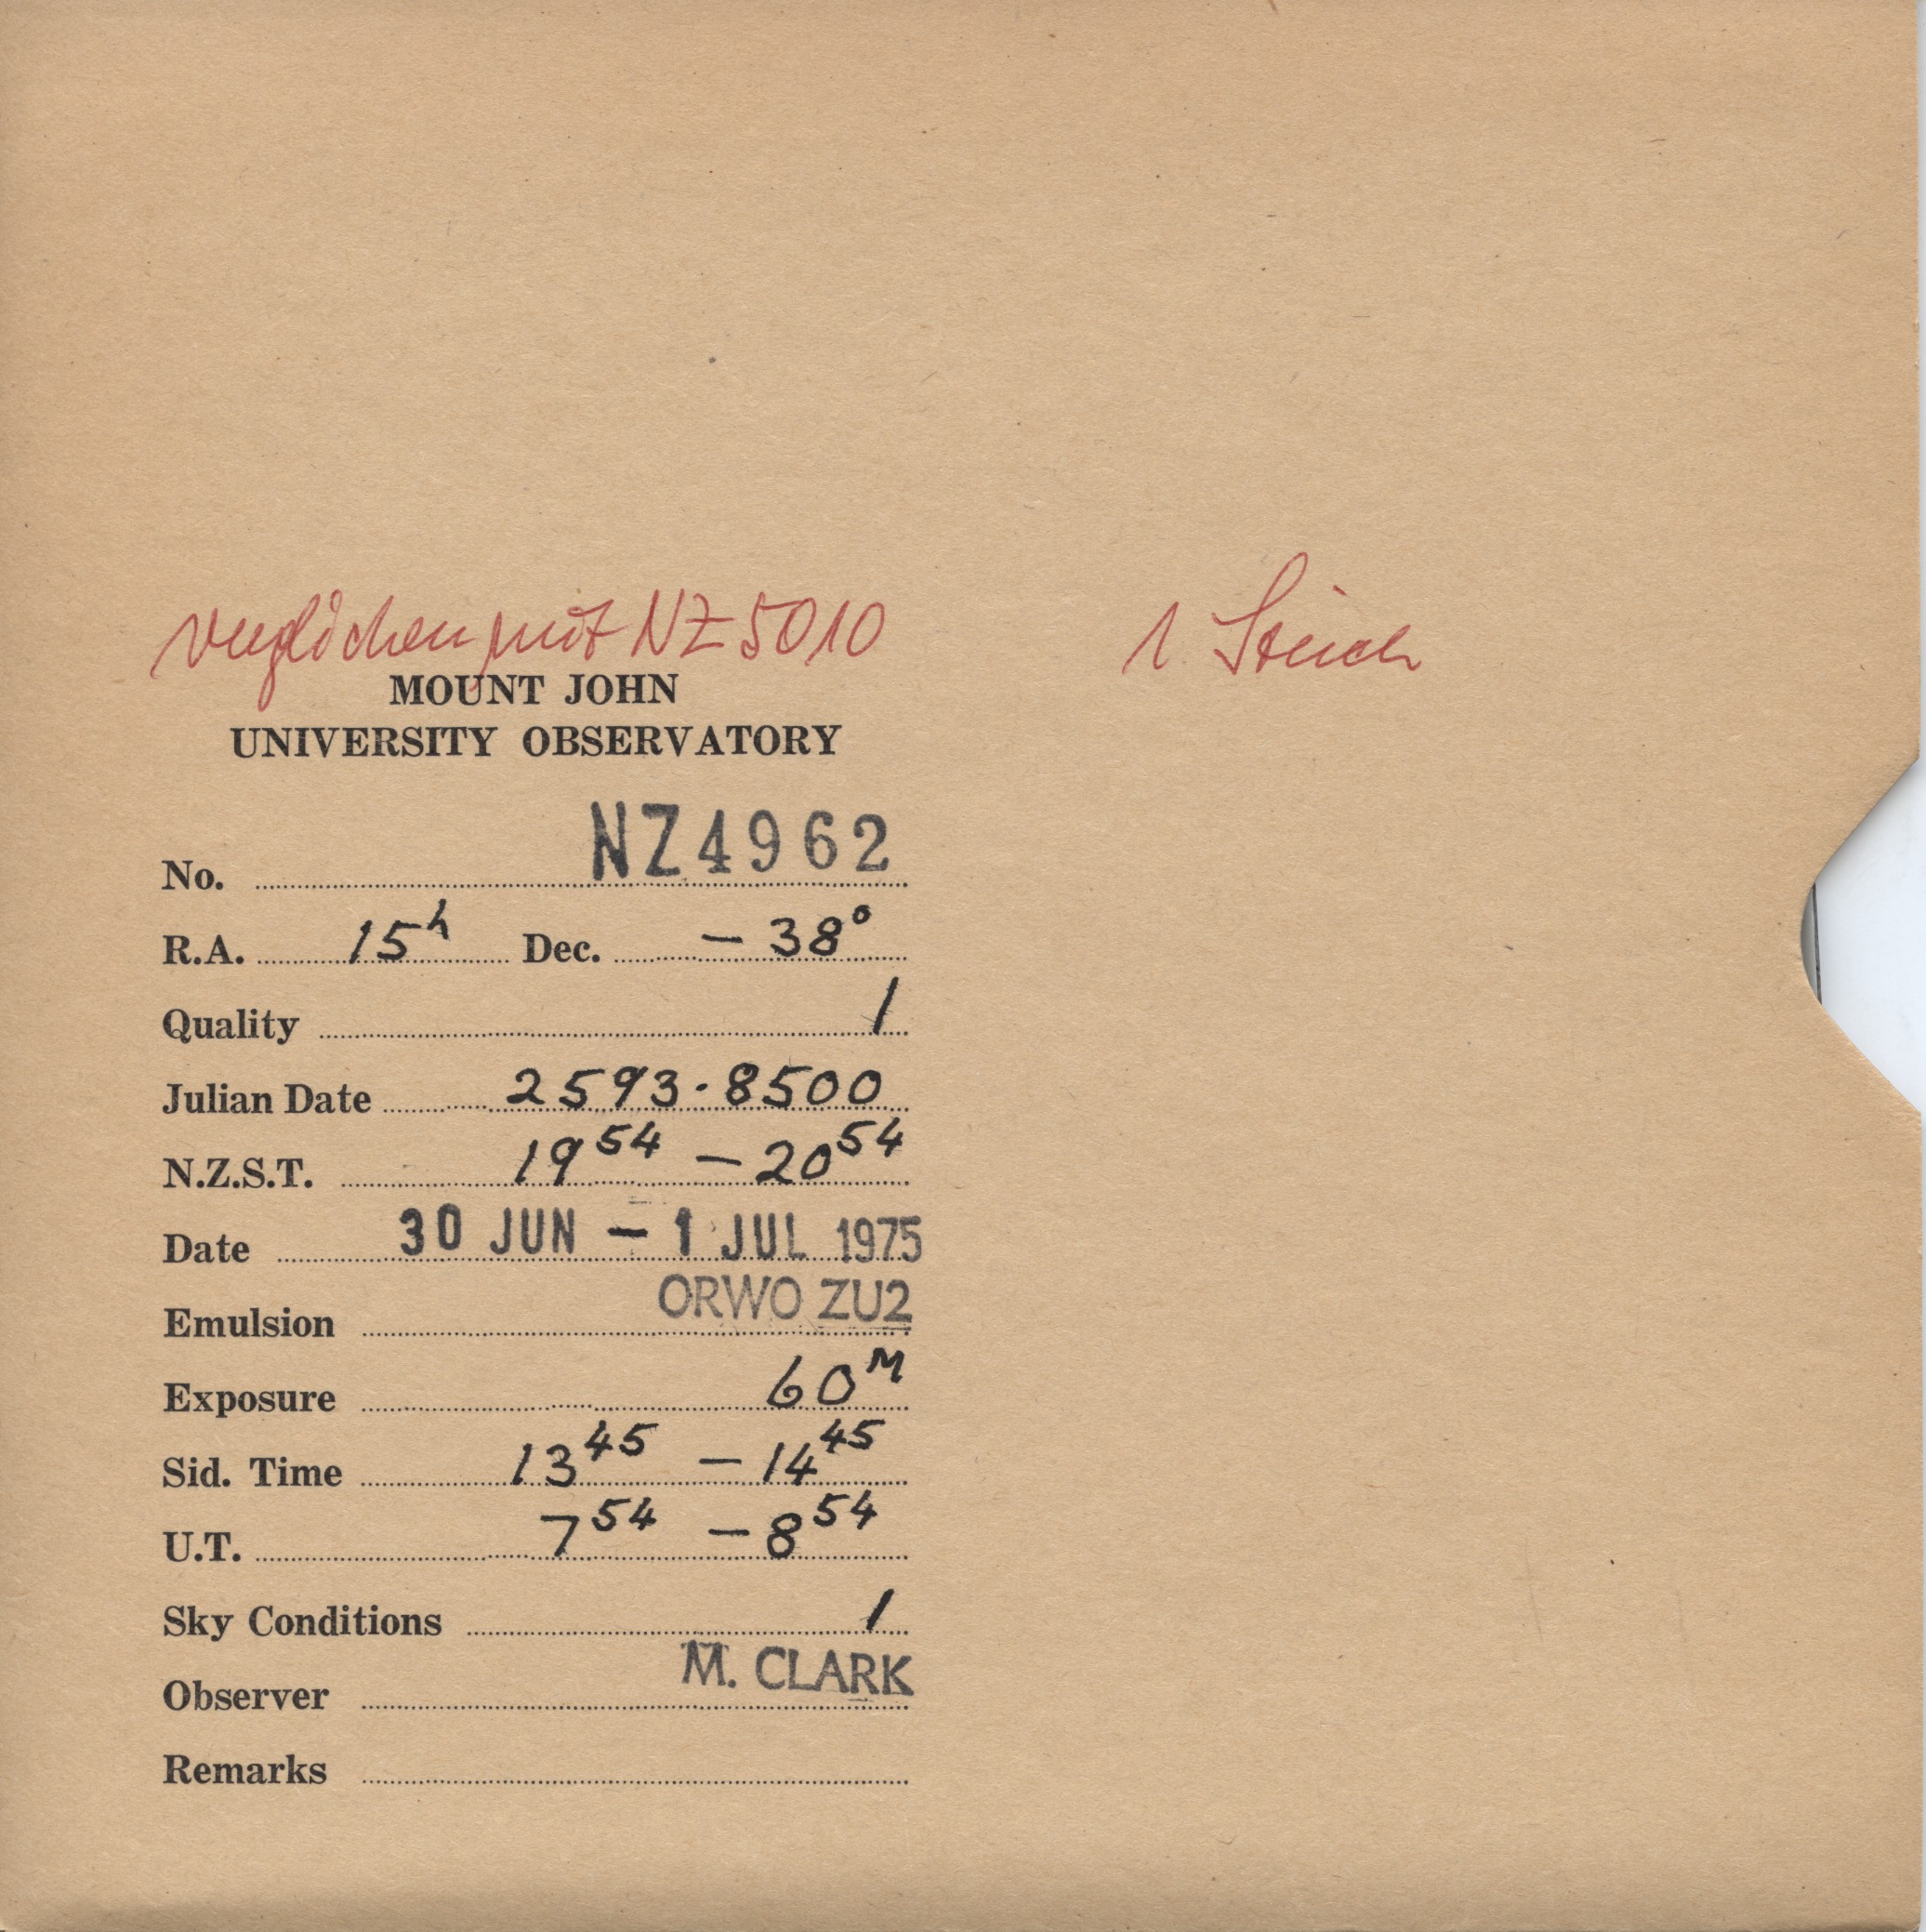 verglichen mit NZ 5010
1. Strich
MOUNT JOHN
UNIVERSITY OBSERVATORY
No. NZ4962
R.A. 15h Dec. - 38°
Quality 1
Julian Date 2593.8500
N.Z.S.T. 19 54 - 20 54
Date 30 JUN - 1 JUL 1975
Emulsion ORWO ZU2
Exposure 60M
Sid. Time 13 45 - 14 45
U.T. 7 54 - 8 54
Sky Conditions 1
Observer M. CLARK
Remarks